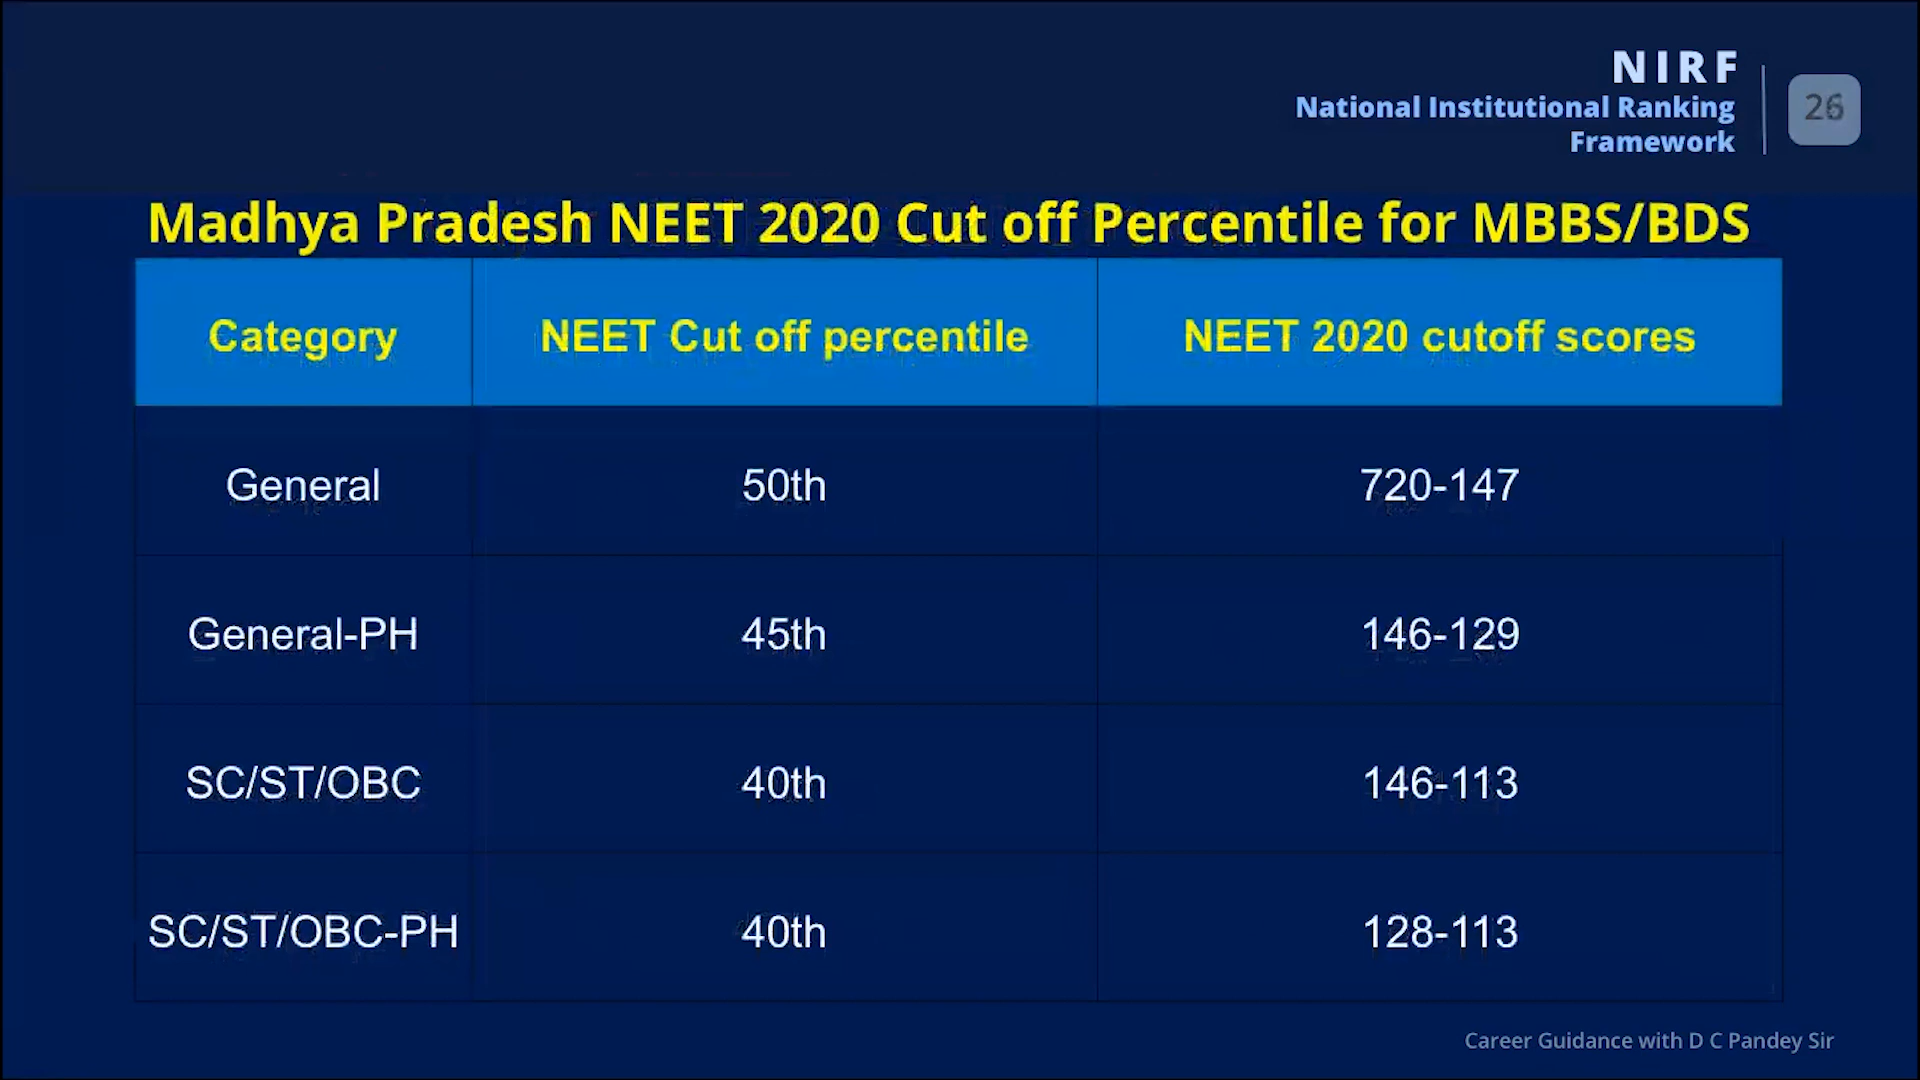 NIRF
National Institutional Ranking
Framework
26
Madhya Pradesh NEET 2020 Cut off Percentile for MBBS/BDS
Category NEET Cut off percentile NEET 2020 cutoff scores
General 50th 720-147
General-PH 45th 146-129
SC/ST/OBC 40th 146-113
SC/ST/OBC-PH 40th 128-113
Career Guidance with D C Pandey Sir